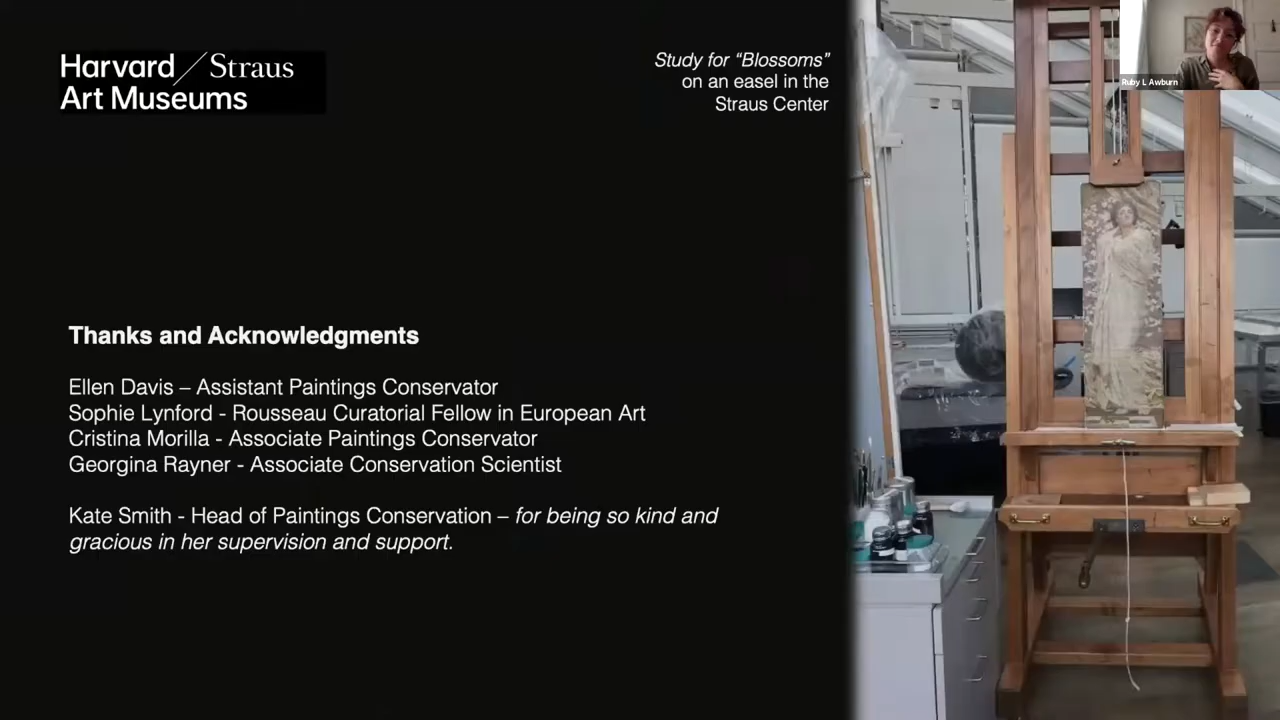 Harvard / Straus
Art Museums
Study for “Blossoms”
on an easel in the
Straus Center
Ruby L Awburn
Thanks and Acknowledgments
Ellen Davis – Assistant Paintings Conservator
Sophie Lynford - Rousseau Curatorial Fellow in European Art
Cristina Morilla - Associate Paintings Conservator
Georgina Rayner - Associate Conservation Scientist
Kate Smith - Head of Paintings Conservation – for being so kind and
gracious in her supervision and support.